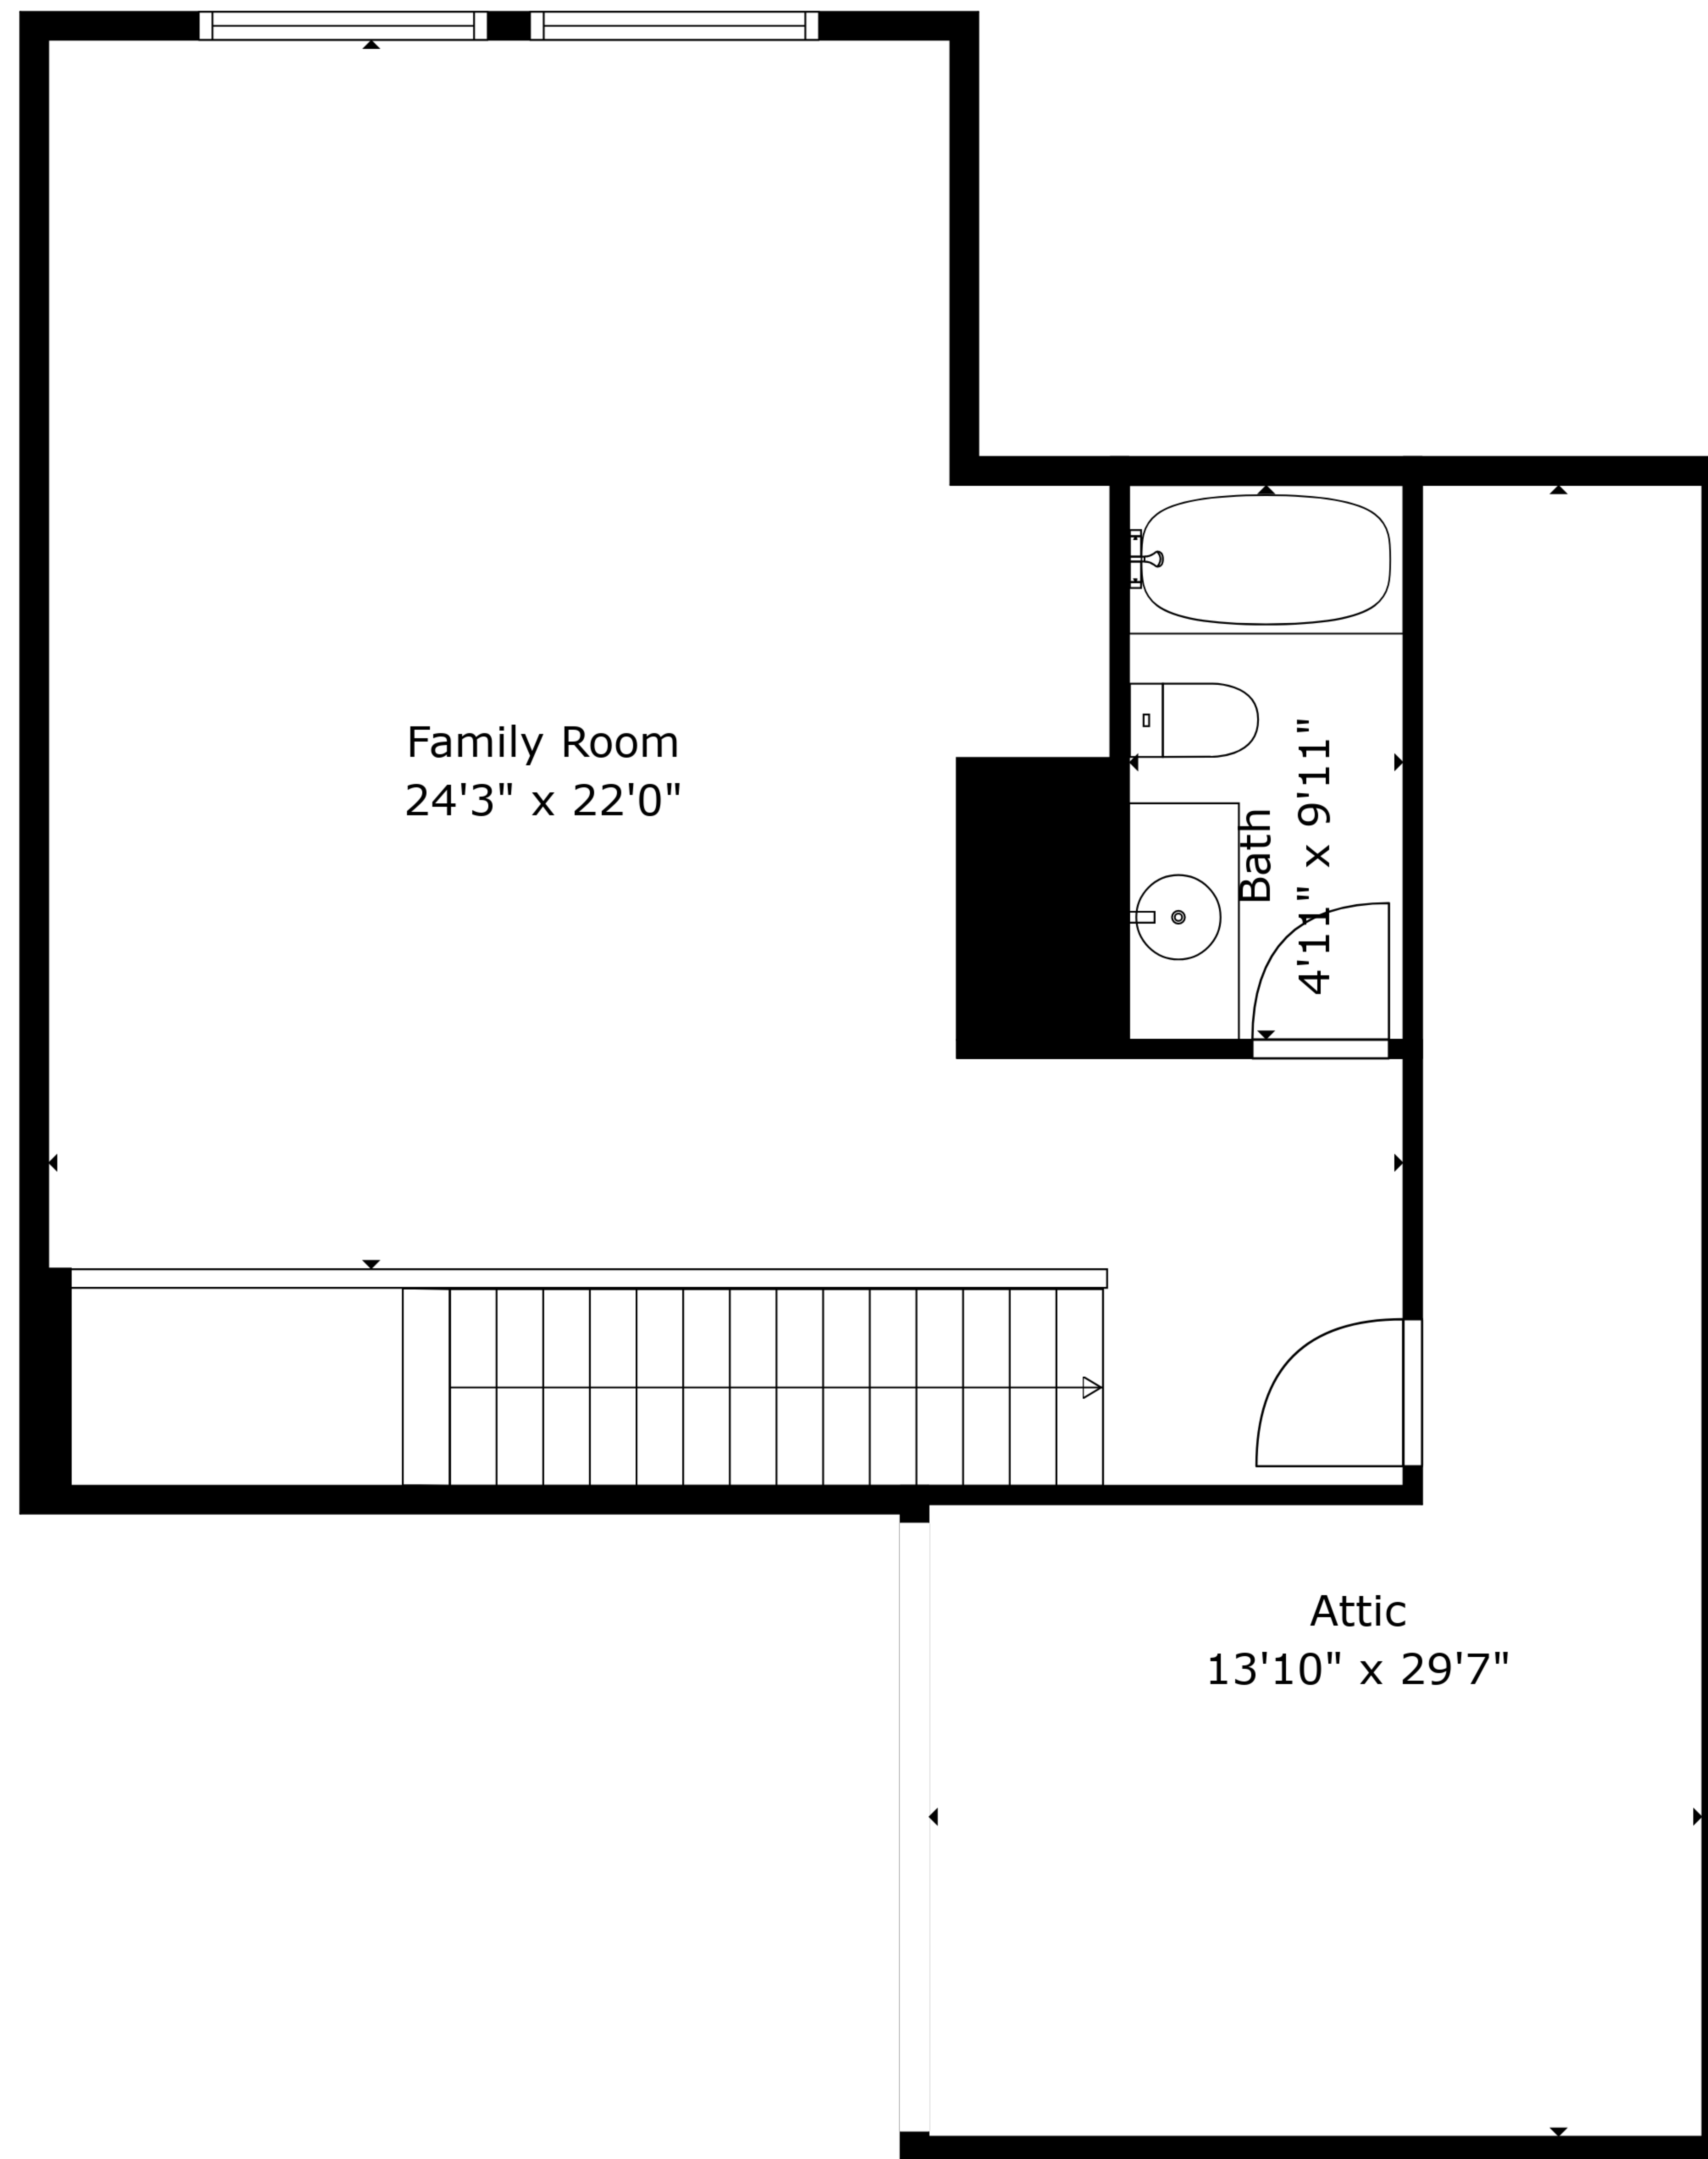 Family Room
24'3" x 22'0"
Bath
4'11" x 9'11"
Attic
13'10" x 29'7"